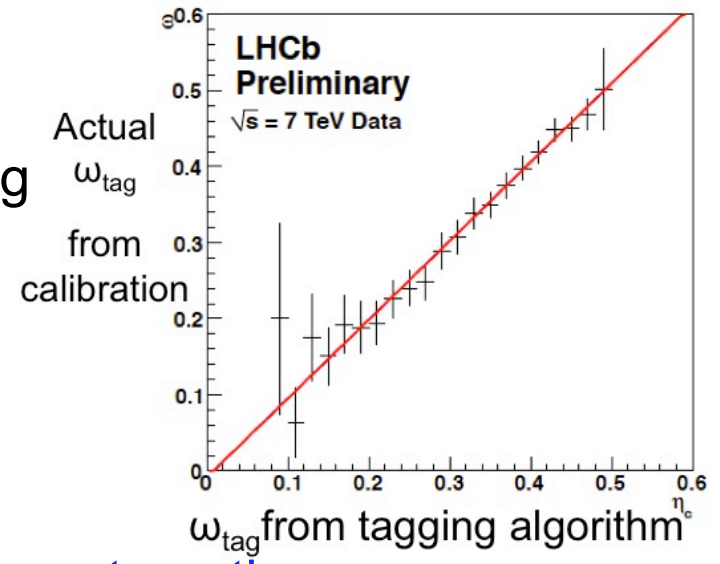 ω
0.6
LHCb
Preliminary
√s = 7 TeV Data
0.5
Actual
ω_tag
g
0.4
from
calibration
0.3
0.2
0.1
0
0 0.1 0.2 0.3 0.4 0.5 0.6
η_c
ω_tag from tagging algorithm